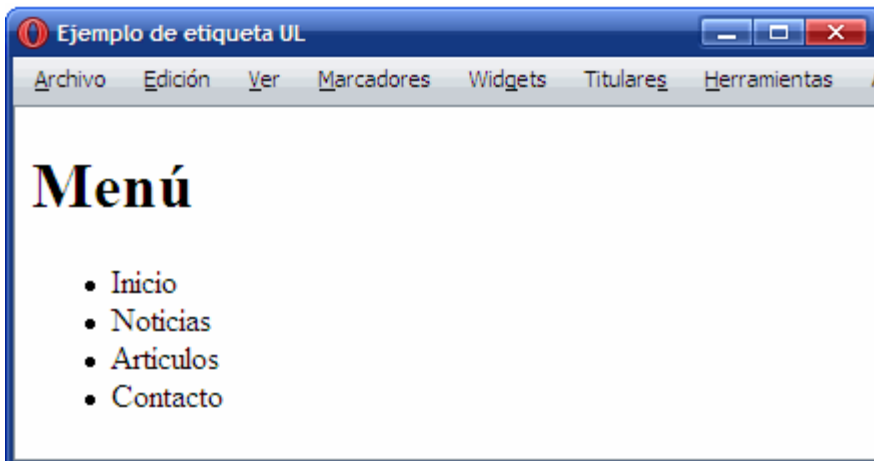 Ejemplo de etiqueta UL
Archivo Edición Ver Marcadores Widgets Titulares Herramientas
Menú
• Inicio
• Noticias
• Artículos
• Contacto